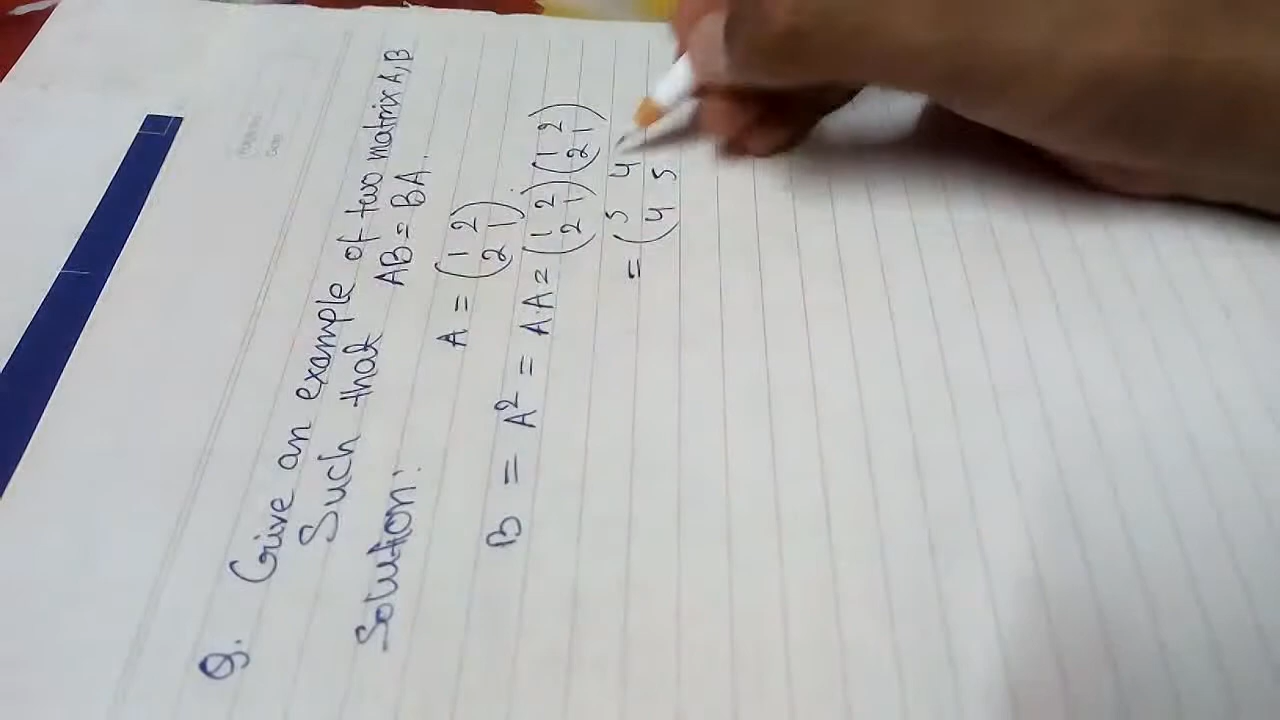 Q. Give an example of two matrix A, B
Such that AB = BA.
Solution:
A = (1 2
2 1).
B = A² = A.A = (1 2
2 1) (1 2
2 1)
= (5 4
4 5